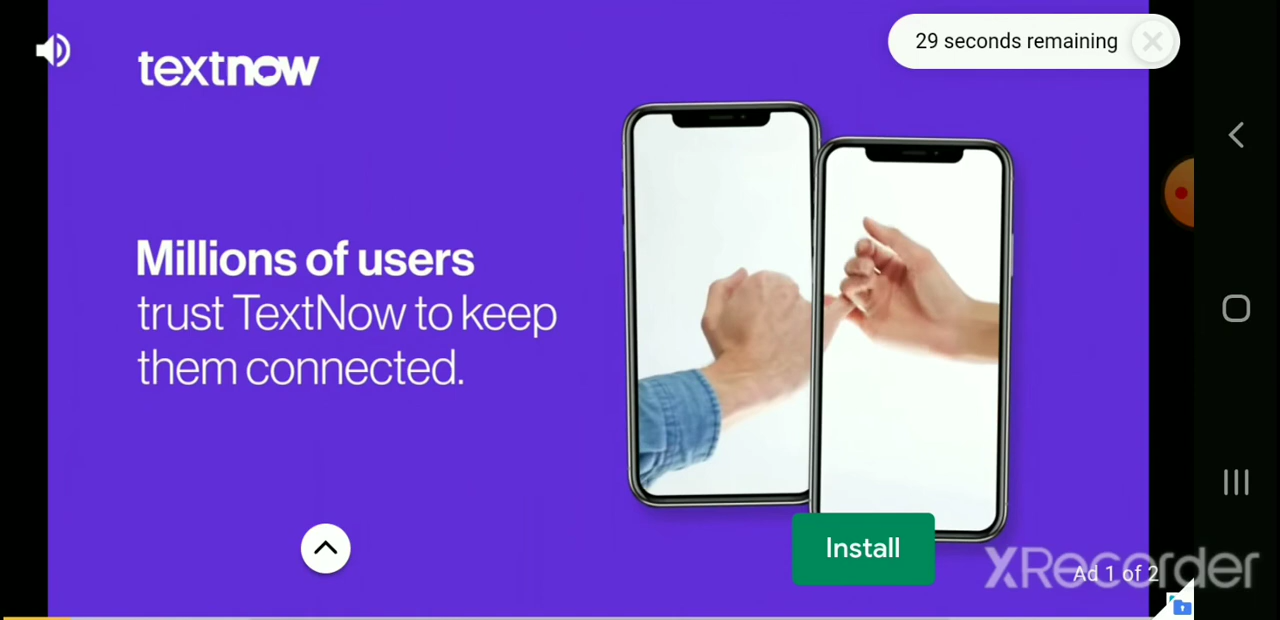 29 seconds remaining
textnow
Millions of users
trust TextNow to keep
them connected.
Install
Ad 1 of 2
XRecorder